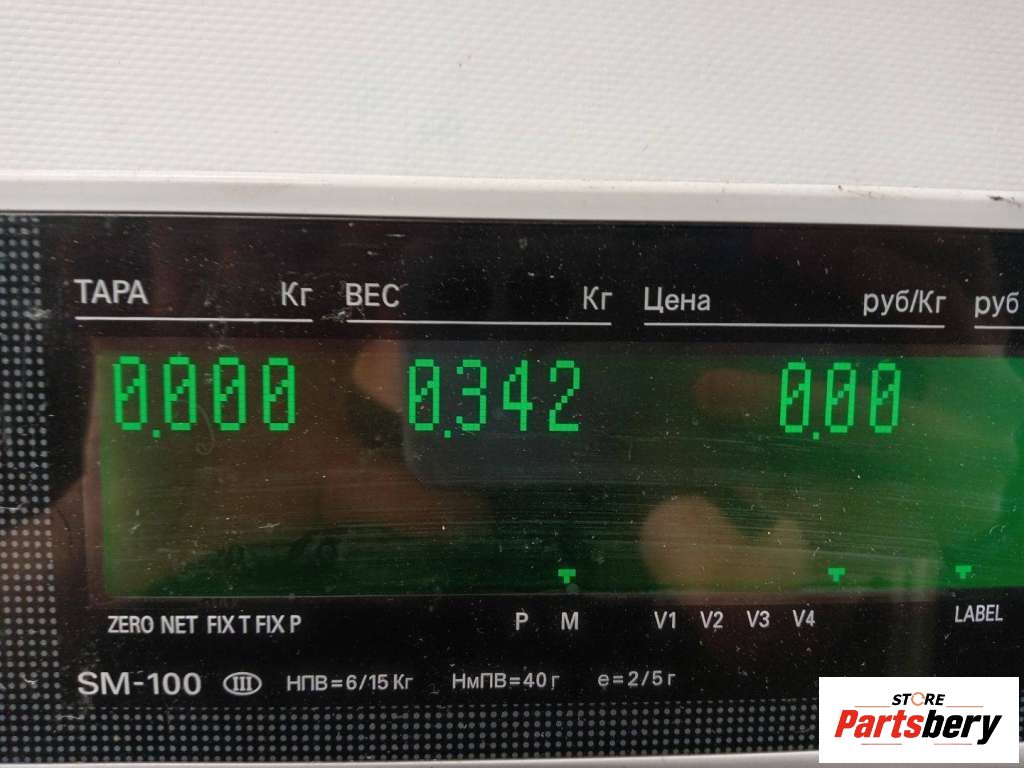 ТАРА Кг ВЕС Кг Цена руб/Кг руб
0.000 0.342 0.00
ZERO NET FIX T FIX P P M V1 V2 V3 V4 LABEL
SM-100 III НПВ=6/15 Кг НмПВ=40 г e=2/5 г
STORE
Partsbery